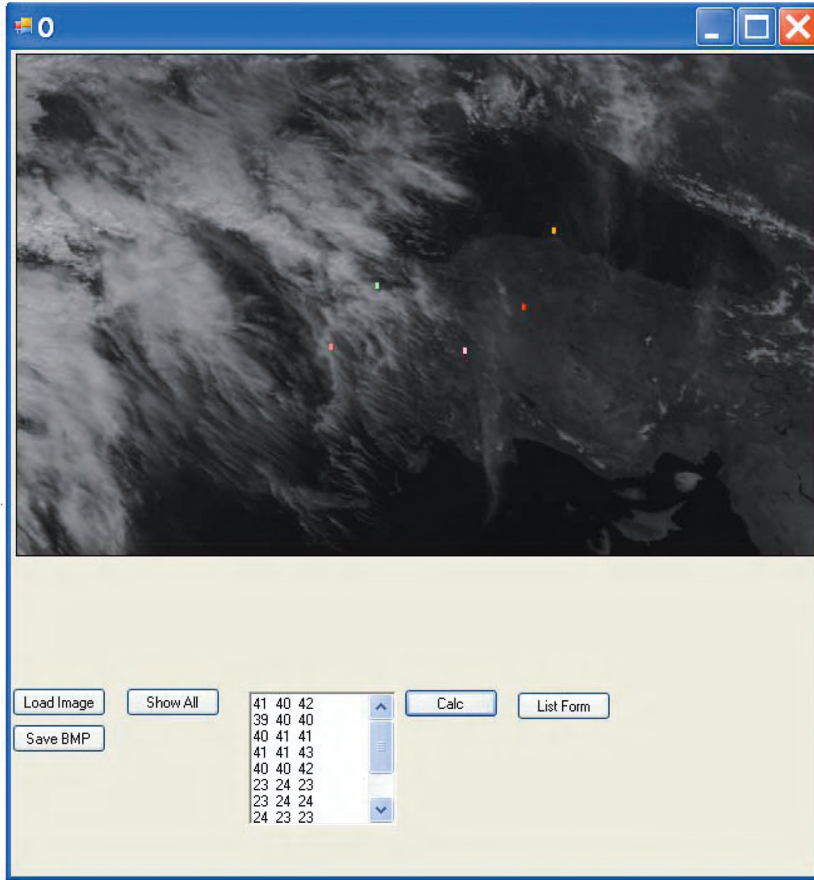 O
Load Image
Show All
Save BMP
41 40 42
39 40 40
40 41 41
41 41 43
40 40 42
23 24 23
23 24 24
24 23 23
Calc
List Form